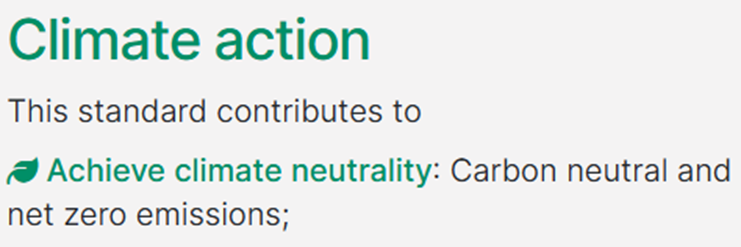 Climate action
This standard contributes to
Achieve climate neutrality: Carbon neutral and
net zero emissions;